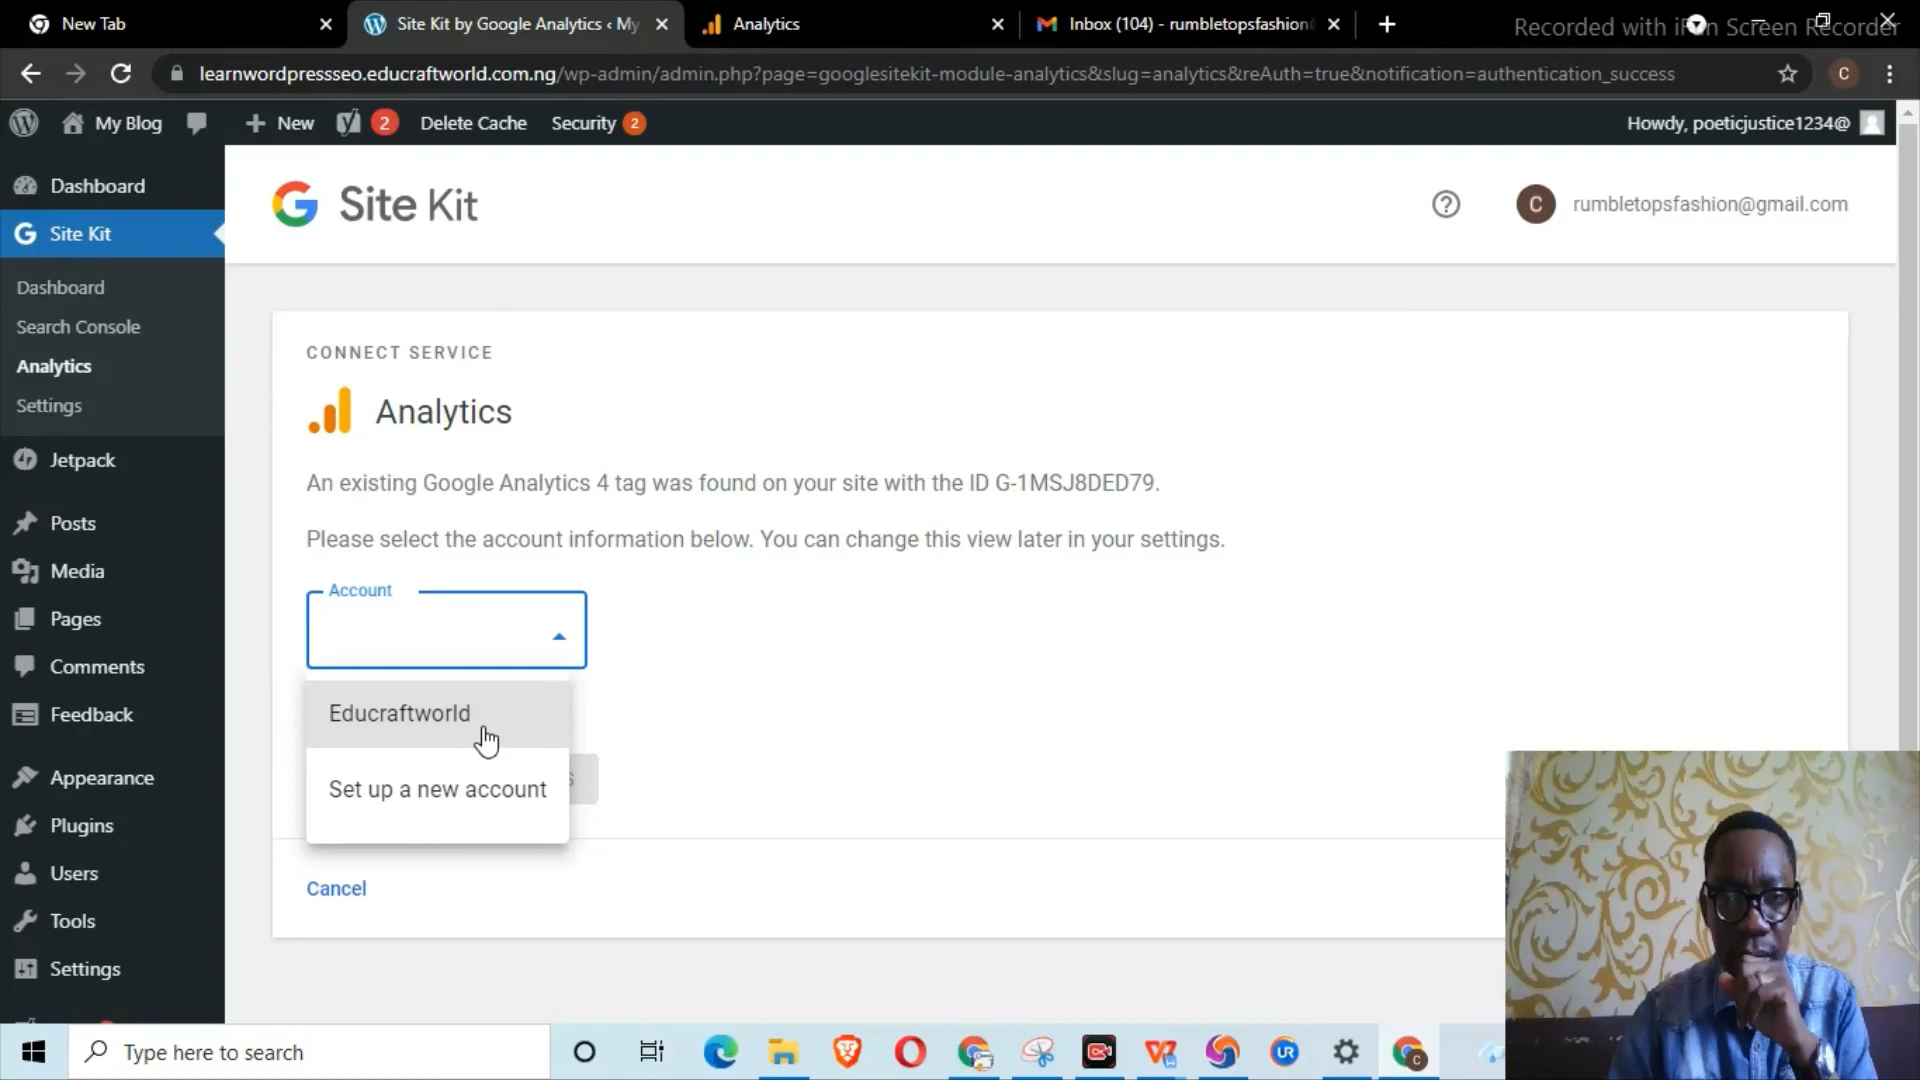 New Tab
Site Kit by Google Analytics ‹ My
Analytics
Inbox (104) - rumbletopsfashion
Recorded with iFun Screen Recorder
learnwordpressseo.educraftworld.com.ng/wp-admin/admin.php?page=googlesitekit-module-analytics&slug=analytics&reAuth=true&notification=authentication_success
C
My Blog
New
2
Delete Cache
Security
2
Howdy, poeticjustice1234@
Dashboard
Site Kit
Dashboard
Search Console
Analytics
Settings
Jetpack
Posts
Media
Pages
Comments
Feedback
Appearance
Plugins
Users
Tools
Settings
Site Kit
C
rumbletopsfashion@gmail.com
CONNECT SERVICE
Analytics
An existing Google Analytics 4 tag was found on your site with the ID G-1MSJ8DED79.
Please select the account information below. You can change this view later in your settings.
Account
Educraftworld
Set up a new account
Cancel
Type here to search
UR
C